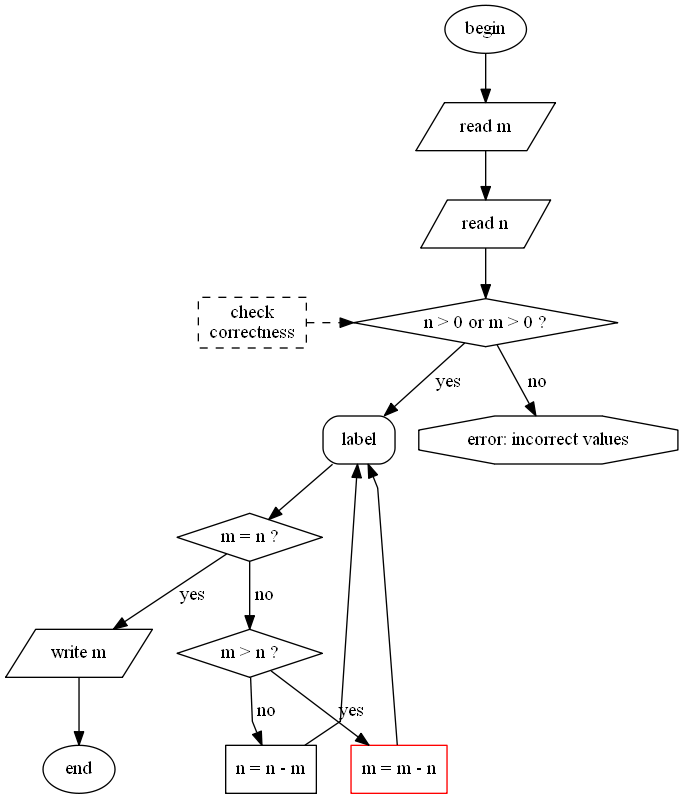 begin
read m
read n
check
correctness
n > 0 or m > 0 ?
yes
no
label
error: incorrect values
m = n ?
yes
no
write m
m > n ?
no
yes
end
n = n - m
m = m - n